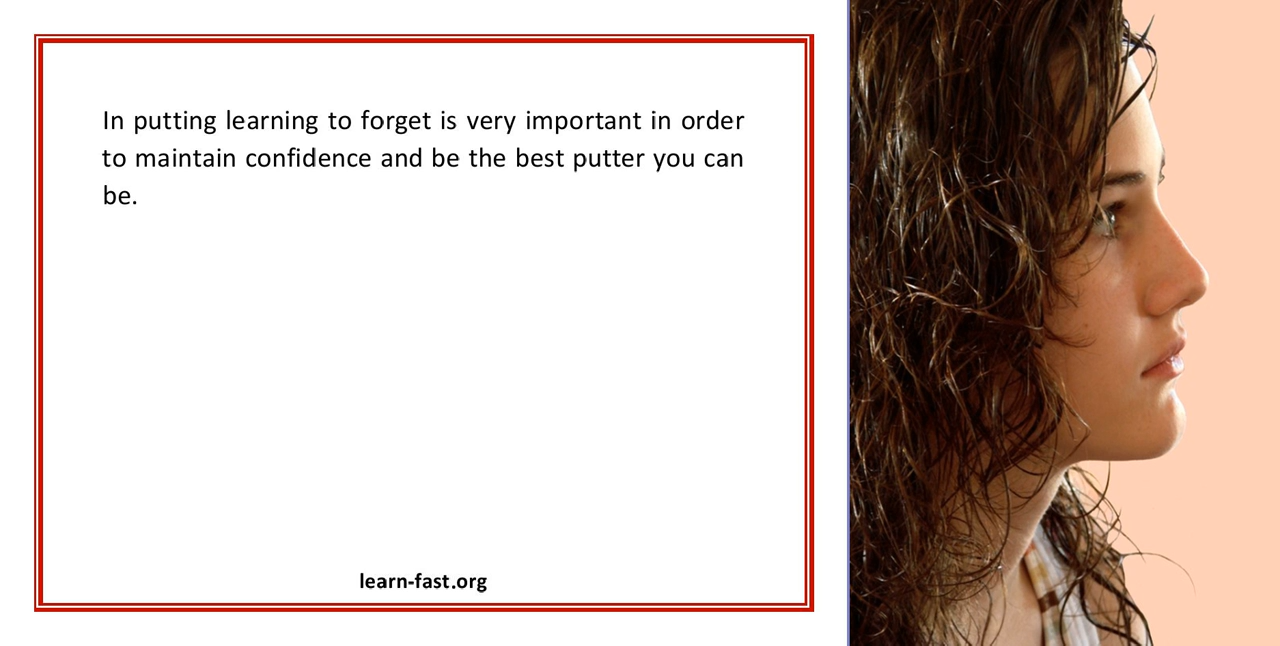 In putting learning to forget is very important in order
to maintain confidence and be the best putter you can
be.
learn-fast.org